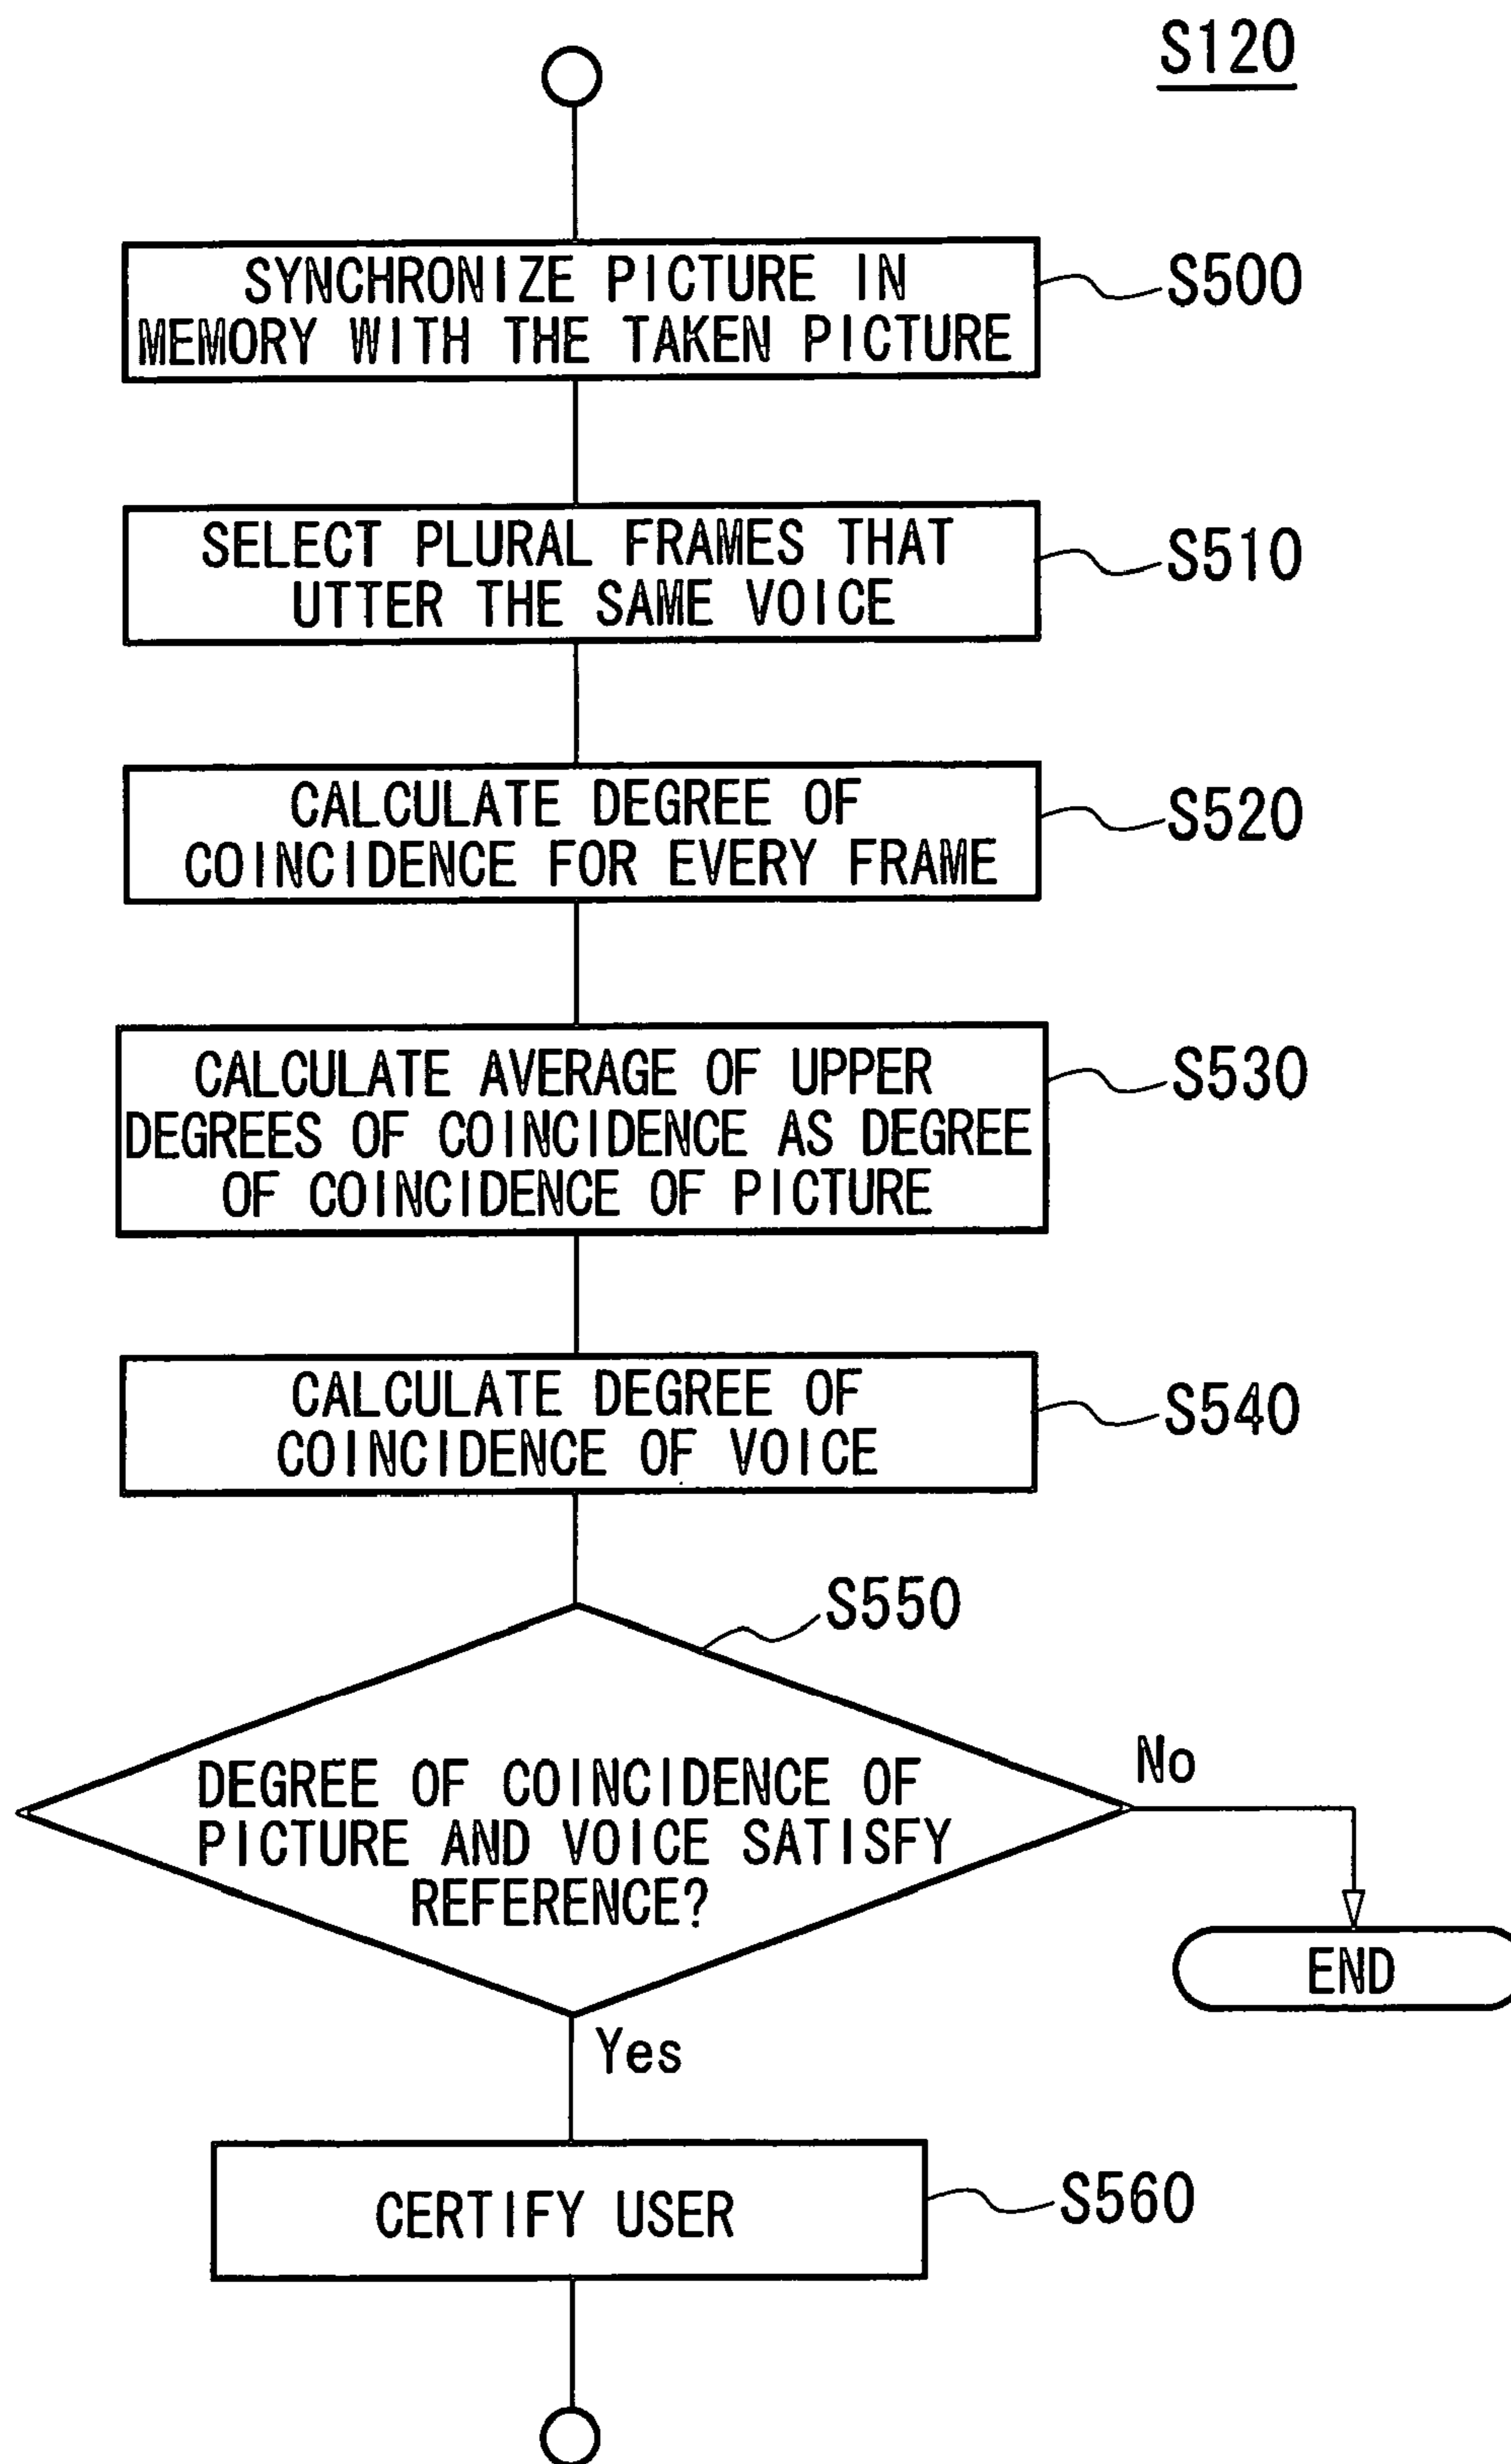 S120
SYNCHRONIZE PICTURE IN
MEMORY WITH THE TAKEN PICTURE
S500
SELECT PLURAL FRAMES THAT
UTTER THE SAME VOICE
S510
CALCULATE DEGREE OF
COINCIDENCE FOR EVERY FRAME
S520
CALCULATE AVERAGE OF UPPER
DEGREES OF COINCIDENCE AS DEGREE
OF COINCIDENCE OF PICTURE
S530
CALCULATE DEGREE OF
COINCIDENCE OF VOICE
S540
S550
DEGREE OF COINCIDENCE OF
PICTURE AND VOICE SATISFY
REFERENCE?
No
END
Yes
CERTIFY USER
S560